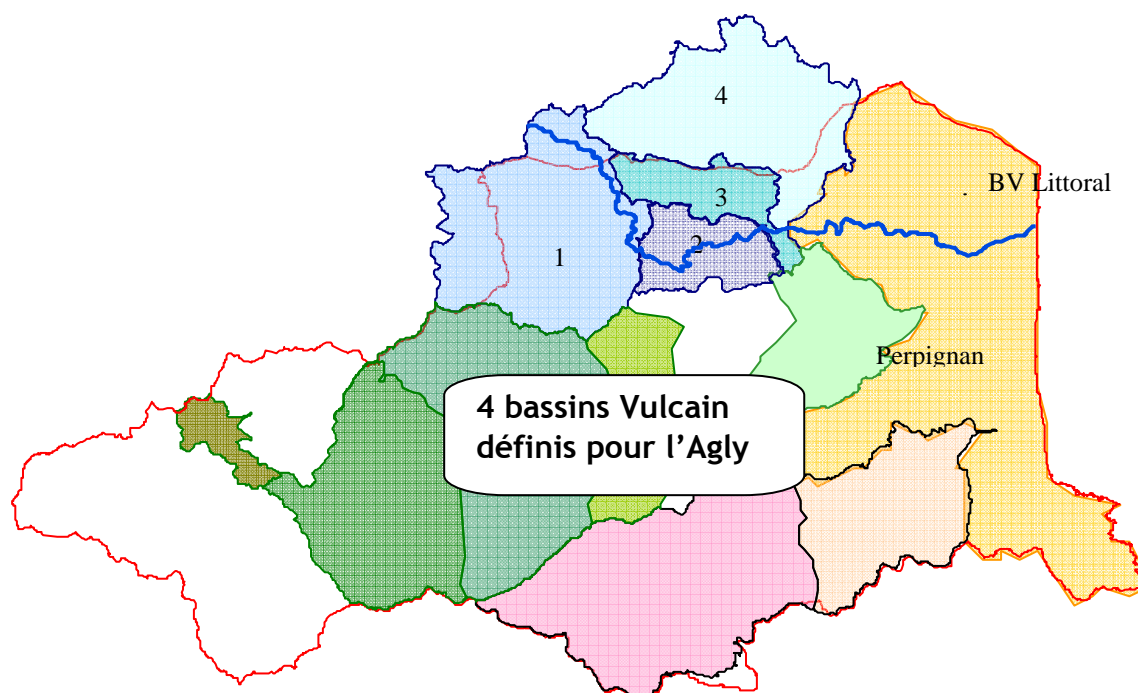 4
BV Littoral
3
2
1
Perpignan
4 bassins Vulcain
définis pour l’Agly